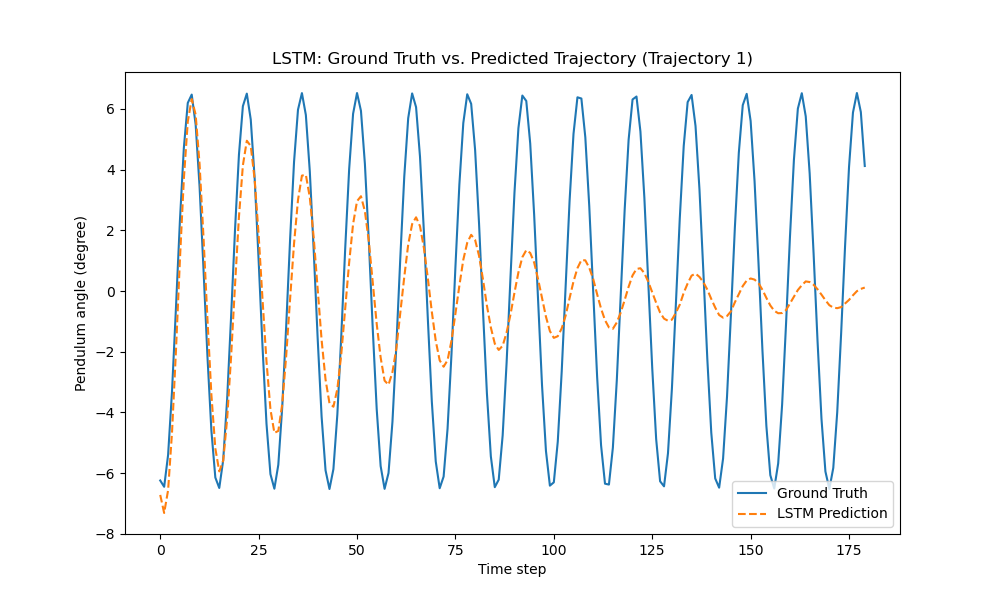 LSTM: Ground Truth vs. Predicted Trajectory (Trajectory 1)
Pendulum angle (degree)
6
4
2
0
−2
−4
−6
−8
0 25 50 75 100 125 150 175
Time step
Ground Truth
LSTM Prediction